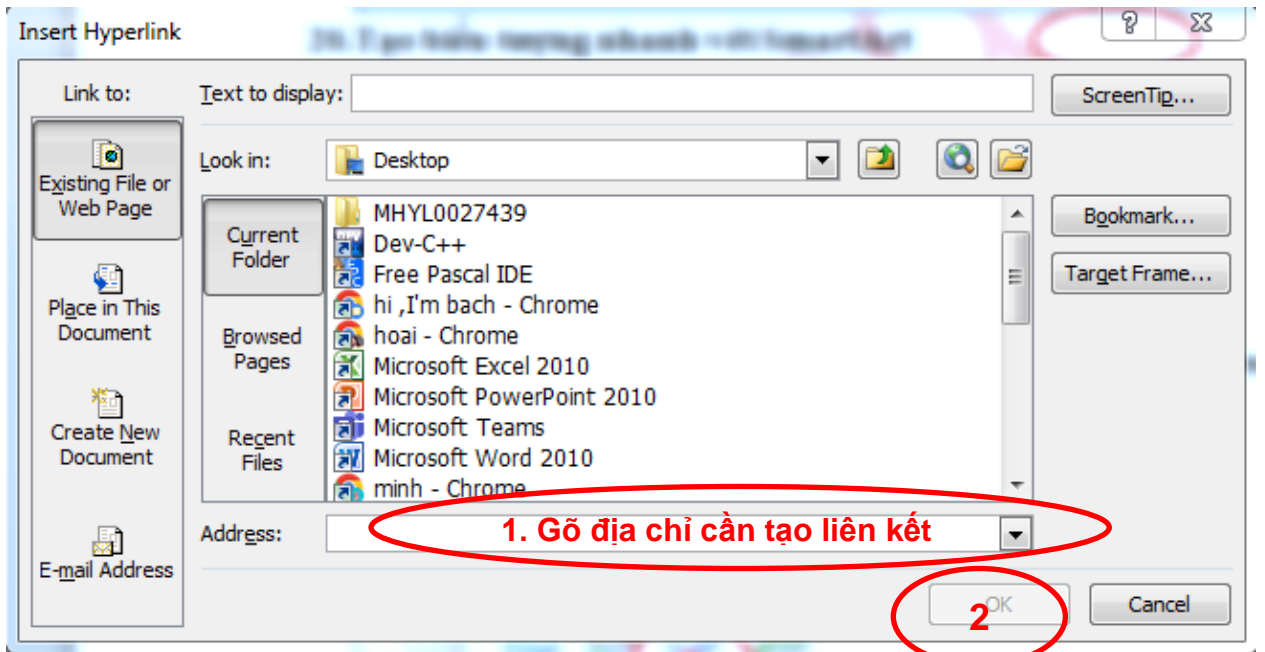 Insert Hyperlink
Link to:
Text to display:
ScreenTip...
Existing File or
Web Page
Look in:
Desktop
Current
Folder
MHYL0027439
Dev-C++
Free Pascal IDE
hi ,I'm bach - Chrome
hoai - Chrome
Microsoft Excel 2010
Microsoft PowerPoint 2010
Microsoft Teams
Microsoft Word 2010
minh - Chrome
Bookmark...
Target Frame...
Place in This
Document
Browsed
Pages
Create New
Document
Recent
Files
Address:
1. Gõ địa chỉ cần tạo liên kết
E-mail Address
2
OK
Cancel